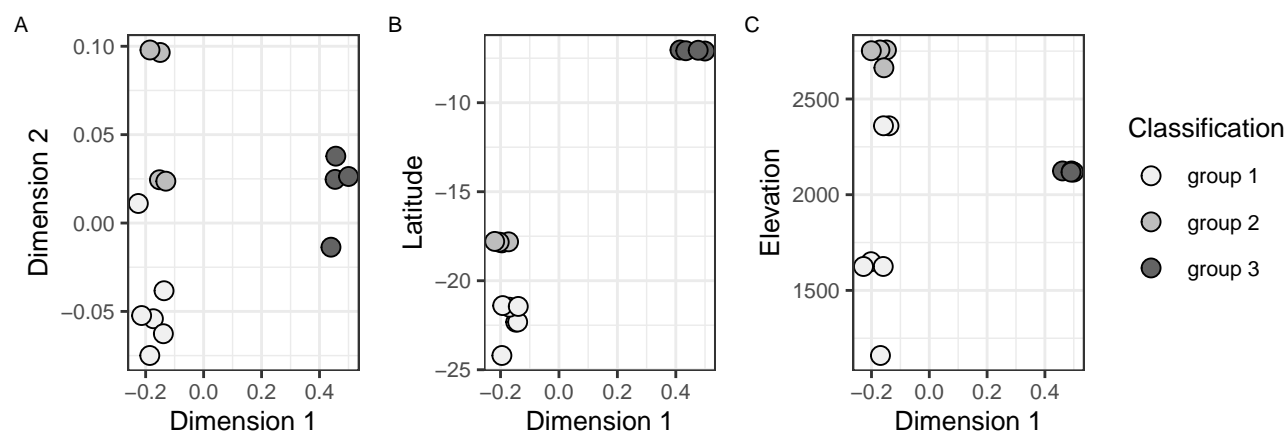 A
B
C
0.10
0.05
0.00
−0.05
Dimension 2
−0.2
0.0
0.2
0.4
Dimension 1
−10
−15
−20
−25
Latitude
−0.2
0.0
0.2
0.4
Dimension 1
2500
2000
1500
Elevation
−0.2
0.0
0.2
0.4
Dimension 1
Classification
group 1
group 2
group 3